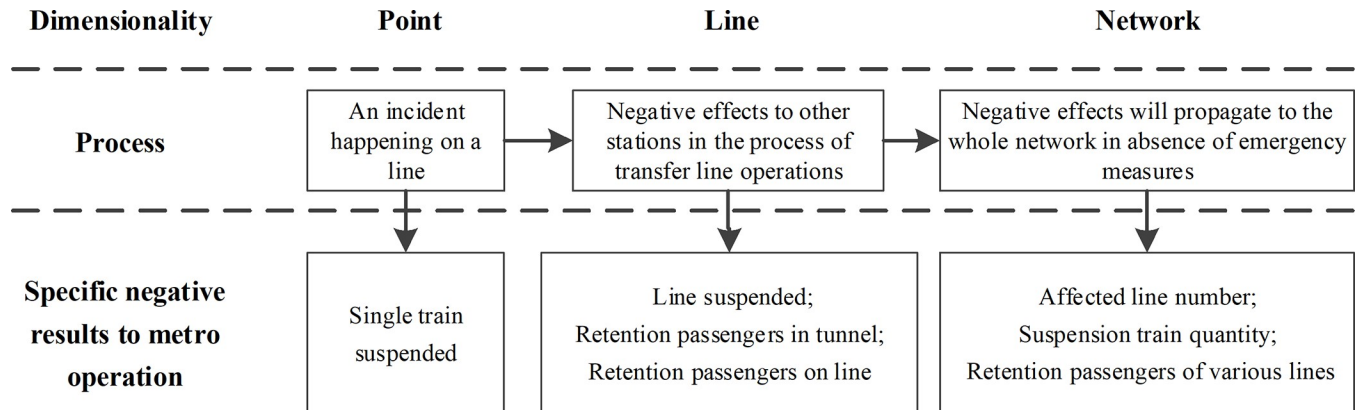 Dimensionality Point Line Network
Process
An incident
happening on a
line
Negative effects to other
stations in the process of
transfer line operations
Negative effects will propagate to the
whole network in absence of emergency
measures
Specific negative
results to metro
operation
Single train
suspended
Line suspended;
Retention passengers in tunnel;
Retention passengers on line
Affected line number;
Suspension train quantity;
Retention passengers of various lines